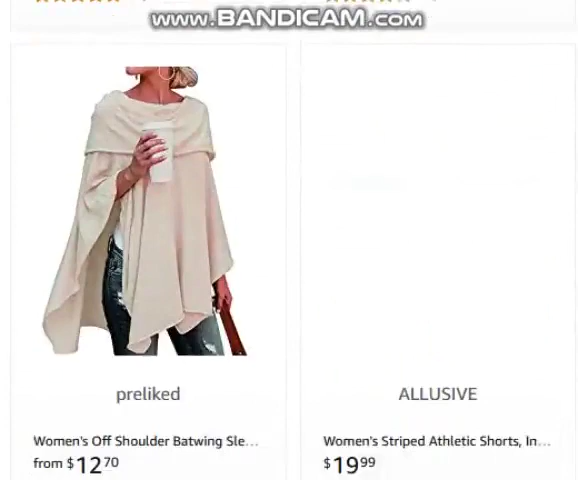 www.BANDICAM.com
preliked
ALLUSIVE
Women's Off Shoulder Batwing Sle...
Women's Striped Athletic Shorts, In...
from $12.70
$19.99